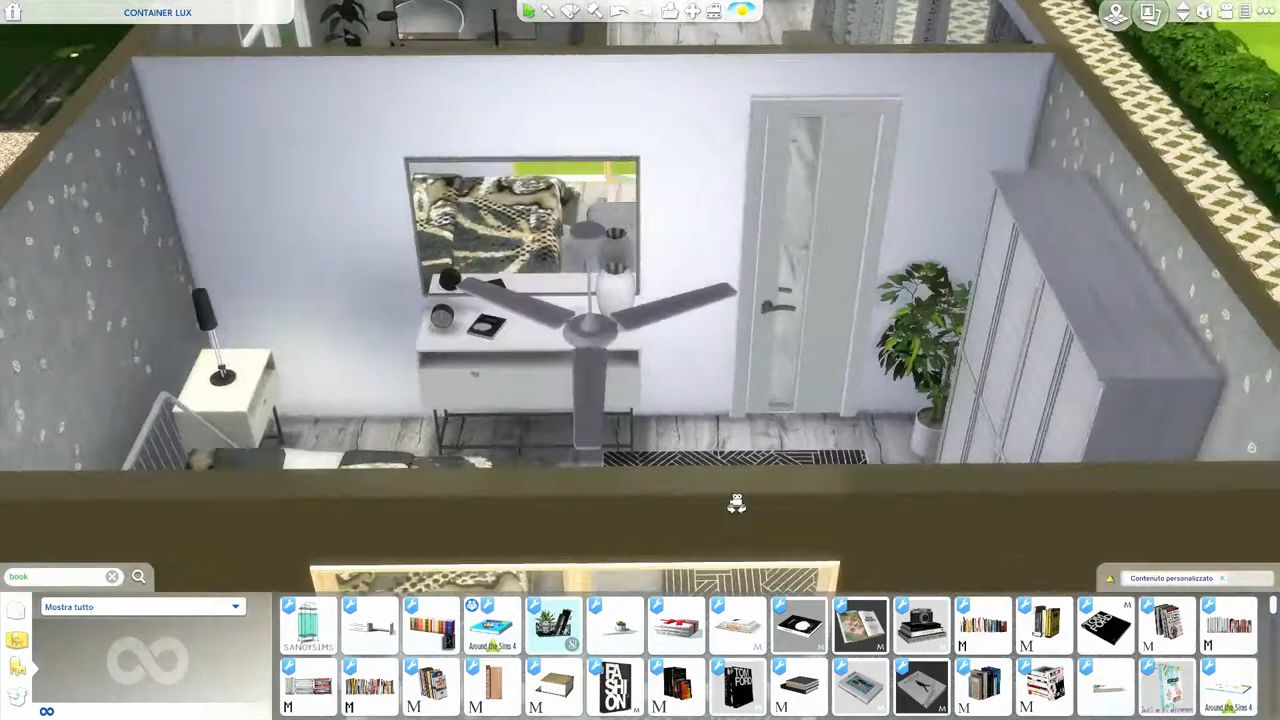 CONTAINER LUX
book
Contenuto personalizzato
Mostra tutto
SANOYSIMS
Around the Sims 4
M
M
M
M
M
M
M
M
M
M
M
M
FASHION
M
TOM FORD
M
M
M
M
M
M
Around the Sims 4